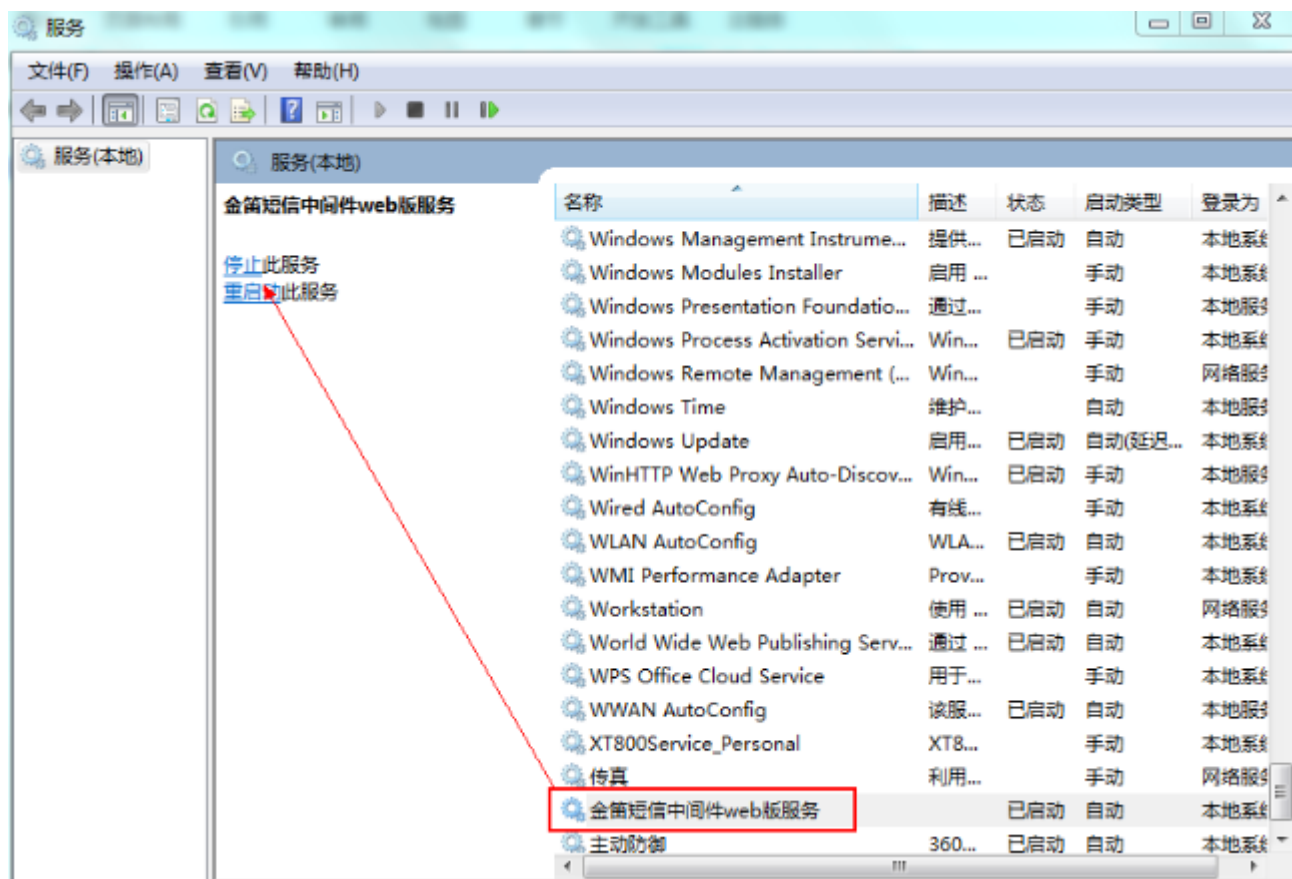 服务
文件(F) 操作(A) 查看(V) 帮助(H)
服务(本地)
服务(本地)
金笛短信中间件web版服务
停止此服务
重启动此服务
名称 描述 状态 启动类型 登录为
Windows Management Instrume... 提供... 已启动 自动 本地系
Windows Modules Installer 启用 ... 手动 本地系
Windows Presentation Foundatio... 通过... 手动 本地服
Windows Process Activation Servi... Win... 已启动 手动 本地系
Windows Remote Management (... Win... 手动 网络服
Windows Time 维护... 自动 本地服
Windows Update 启用... 已启动 自动(延迟... 本地系
WinHTTP Web Proxy Auto-Discov... Win... 已启动 手动 本地服
Wired AutoConfig 有线... 手动 本地系
WLAN AutoConfig WLA... 已启动 自动 本地系
WMI Performance Adapter Prov... 手动 本地系
Workstation 使用 ... 已启动 自动 网络服
World Wide Web Publishing Serv... 通过 ... 已启动 自动 本地系
WPS Office Cloud Service 用于... 手动 本地系
WWAN AutoConfig 该服... 已启动 自动 本地服
XT800Service_Personal XT8... 手动 本地系
传真 利用... 手动 网络服
金笛短信中间件web版服务 已启动 自动 本地系
主动防御 360... 已启动 自动 本地系